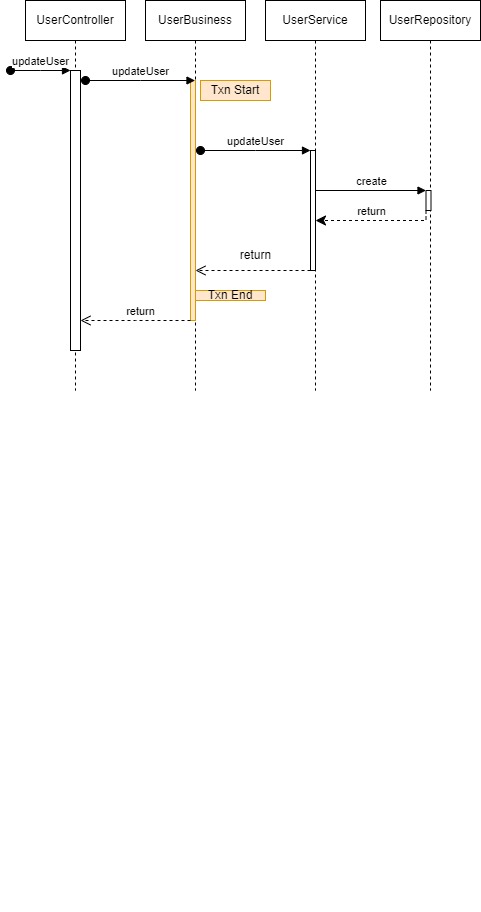 UserController
UserBusiness
UserService
UserRepository
updateUser
updateUser
Txn Start
updateUser
create
return
return
Txn End
return